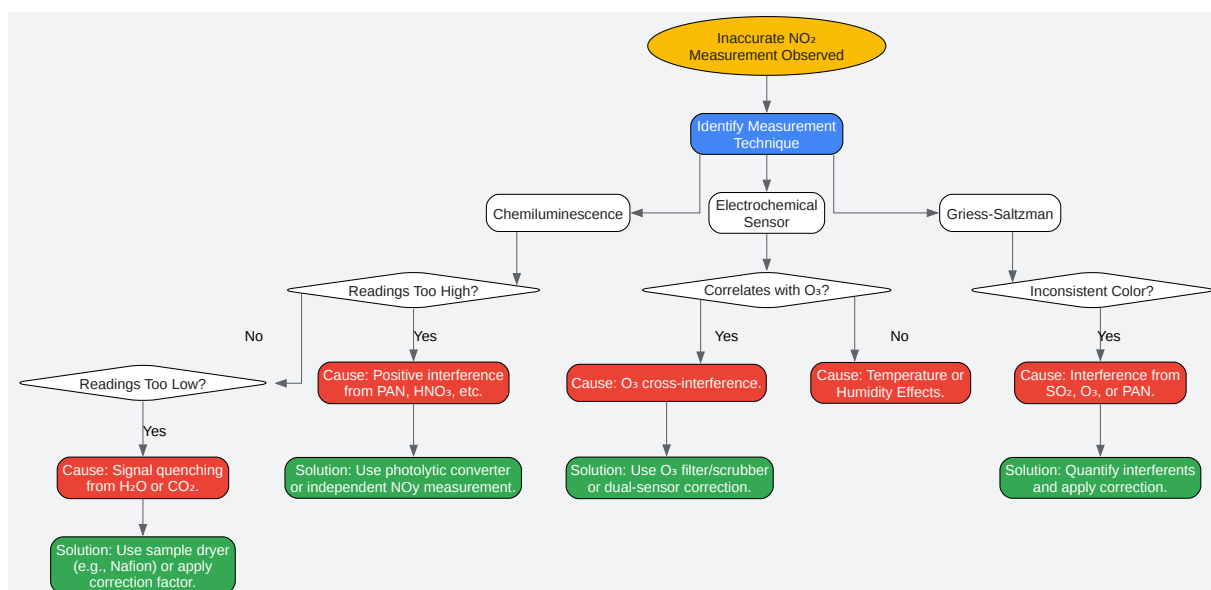 Inaccurate NO₂
Measurement Observed
Identify Measurement
Technique
Chemiluminescence
Electrochemical
Sensor
Griess-Saltzman
Readings Too High?
Correlates with O₃?
Inconsistent Color?
No
Yes
Yes
No
Yes
Readings Too Low?
Cause: Positive interference
from PAN, HNO₃, etc.
Cause: O₃ cross-interference.
Cause: Temperature or
Humidity Effects.
Cause: Interference from
SO₂, O₃, or PAN.
Yes
Cause: Signal quenching
from H₂O or CO₂.
Solution: Use photolytic converter
or independent NOy measurement.
Solution: Use O₃ filter/scrubber
or dual-sensor correction.
Solution: Quantify interferents
and apply correction.
Solution: Use sample dryer
(e.g., Nafion) or apply
correction factor.